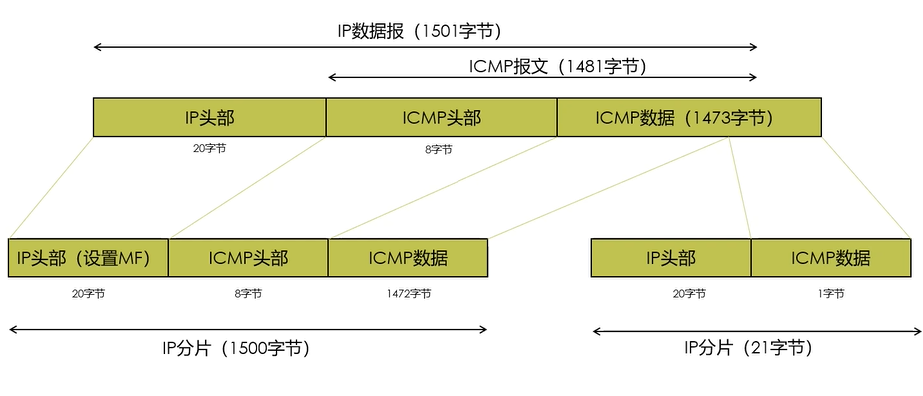 IP数据报（1501字节）
ICMP报文（1481字节）
IP头部
ICMP头部
ICMP数据（1473字节）
20字节
8字节
IP头部（设置MF）
ICMP头部
ICMP数据
IP头部
ICMP数据
20字节
8字节
1472字节
20字节
1字节
IP分片（1500字节）
IP分片（21字节）